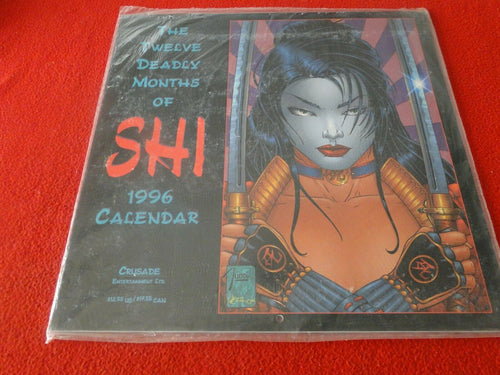 The
Twelve
Deadly
Months
of
SHI
1996
Calendar
Crusade
Entertainment Ltd.